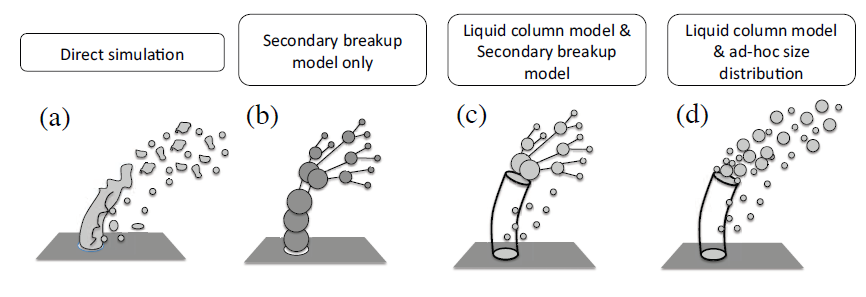 Direct simulation
Secondary breakup
model only
Liquid column model &
Secondary breakup
model
Liquid column model
& ad-hoc size
distribution
(a)
(b)
(c)
(d)